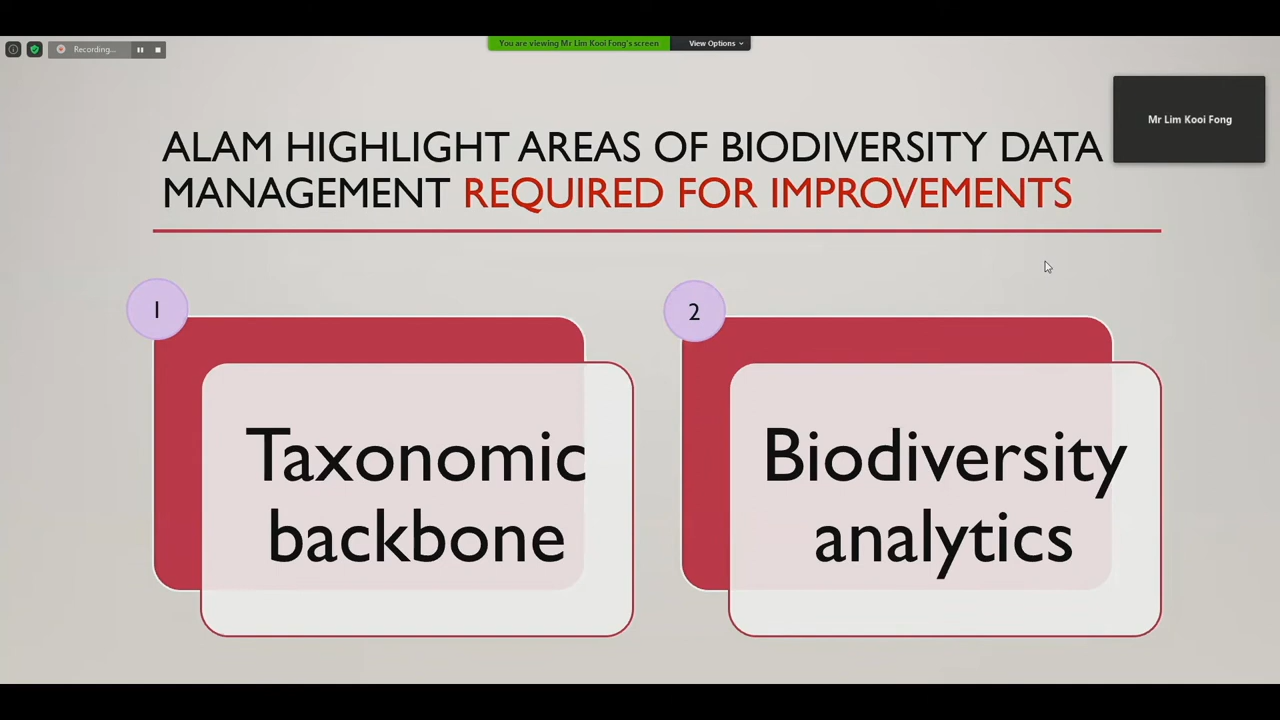 Recording...
You are viewing Mr Lim Kooi Fong's screen
View Options
Mr Lim Kooi Fong
ALAM HIGHLIGHT AREAS OF BIODIVERSITY DATA
MANAGEMENT REQUIRED FOR IMPROVEMENTS
1
Taxonomic
backbone
2
Biodiversity
analytics